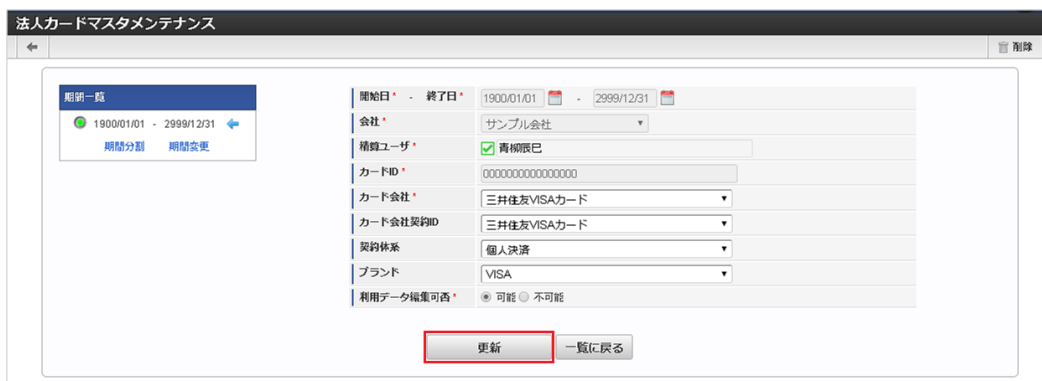 法人カードマスタメンテナンス
削除
期間一覧
1900/01/01 - 2999/12/31
期間分割 期間変更
開始日* - 終了日* 1900/01/01 - 2999/12/31
会社* サンプル会社
積算ユーザ* 青柳辰巳
カードID* 0000000000000000
カード会社* 三井住友VISAカード
カード会社契約ID 三井住友VISAカード
契約体系 個人決済
ブランド VISA
利用データ編集可否* 可能 不可能
更新 一覧に戻る